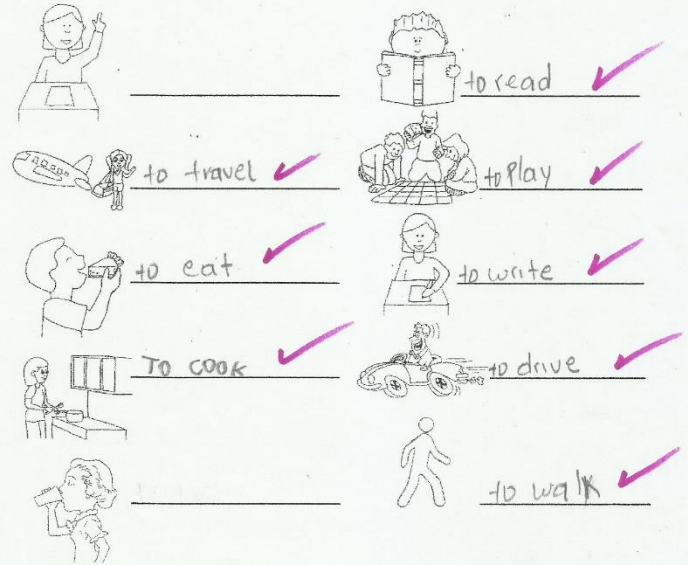 to read
to travel
to play
to eat
to write
TO COOK
to drive
to walk